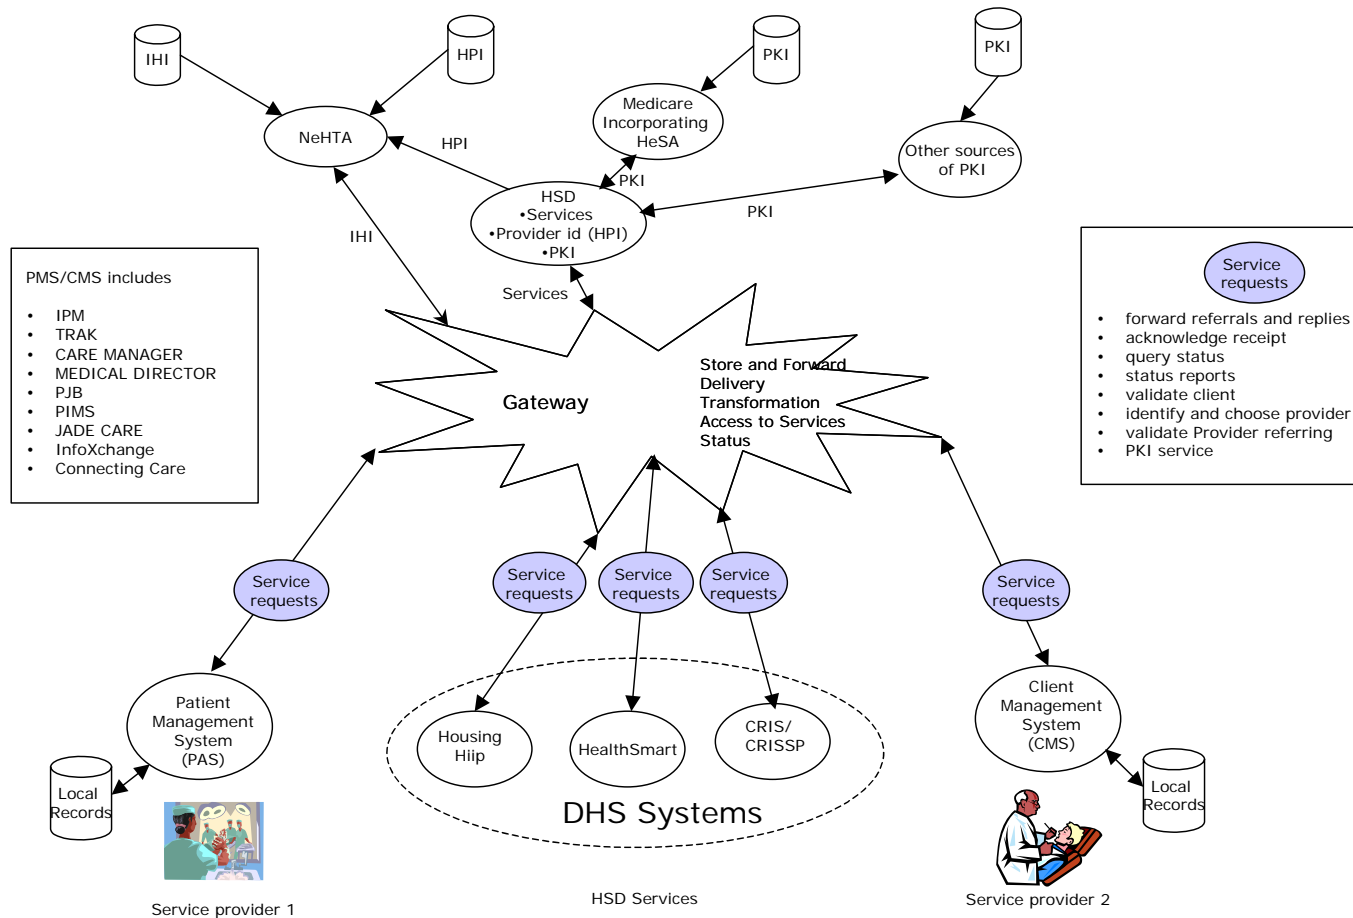 IHI
HPI
PKI
PKI
Medicare
Incorporating
HeSA
NeHTA
HPI
Other sources
of PKI
PKI
HSD
•Services
•Provider id (HPI)
•PKI
PKI
IHI
Services
PMS/CMS includes
• IPM
• TRAK
• CARE MANAGER
• MEDICAL DIRECTOR
• PJB
• PIMS
• JADE CARE
• InfoXchange
• Connecting Care
Gateway
Store and Forward
Delivery
Transformation
Access to Services
Status
Service
requests
• forward referrals and replies
• acknowledge receipt
• query status
• status reports
• validate client
• identify and choose provider
• validate Provider referring
• PKI service
Service
requests
Service
requests
Service
requests
Service
requests
Service
requests
Patient
Management
System
(PAS)
Housing
Hiip
HealthSmart
CRIS/
CRISSP
Client
Management
System
(CMS)
Local
Records
DHS Systems
Local
Records
Service provider 1
HSD Services
Service provider 2